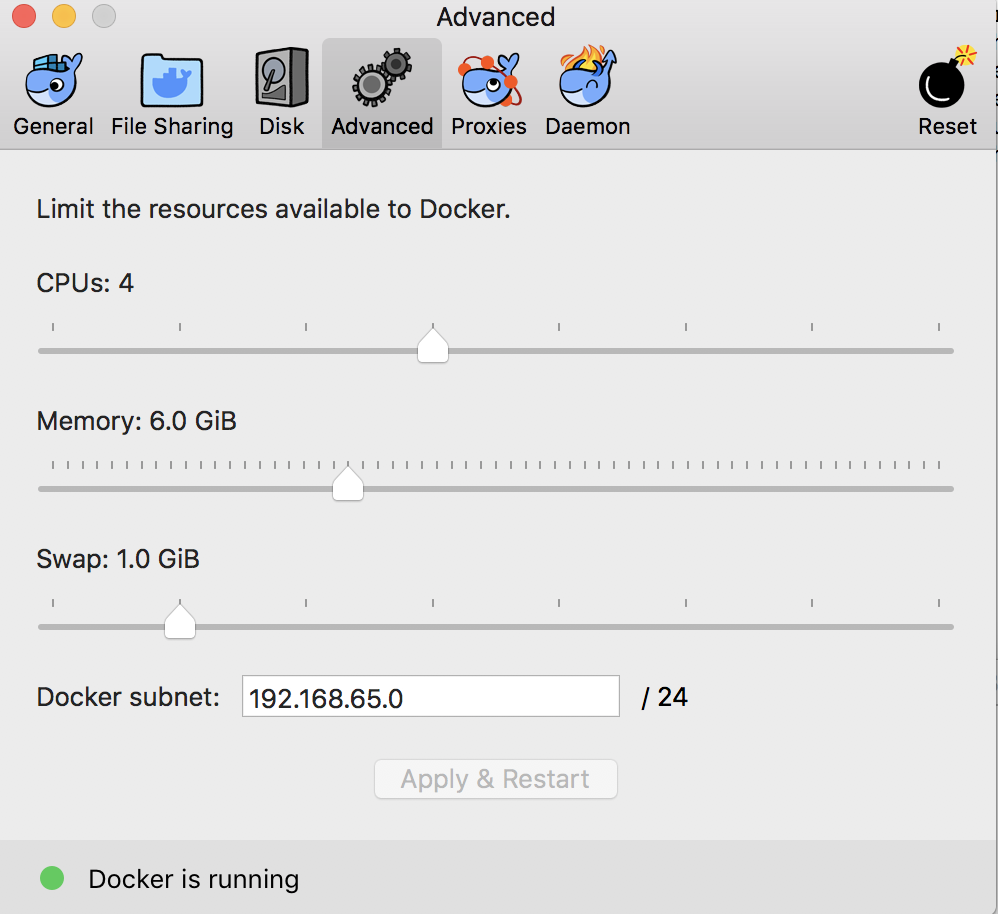 Advanced
General File Sharing Disk Advanced Proxies Daemon Reset
Limit the resources available to Docker.
CPUs: 4
Memory: 6.0 GiB
Swap: 1.0 GiB
Docker subnet: 192.168.65.0 / 24
Apply & Restart
Docker is running